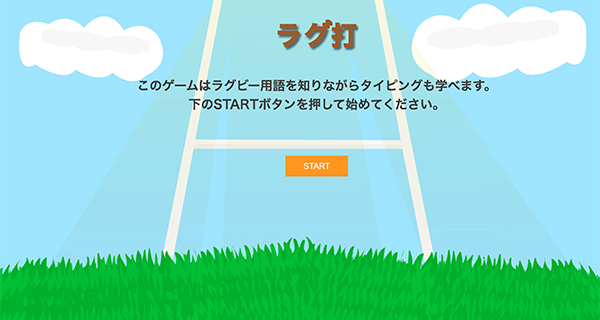 ラグ打
このゲームはラグビー用語を知りながらタイピングも学べます。
下のSTARTボタンを押して始めてください。
START